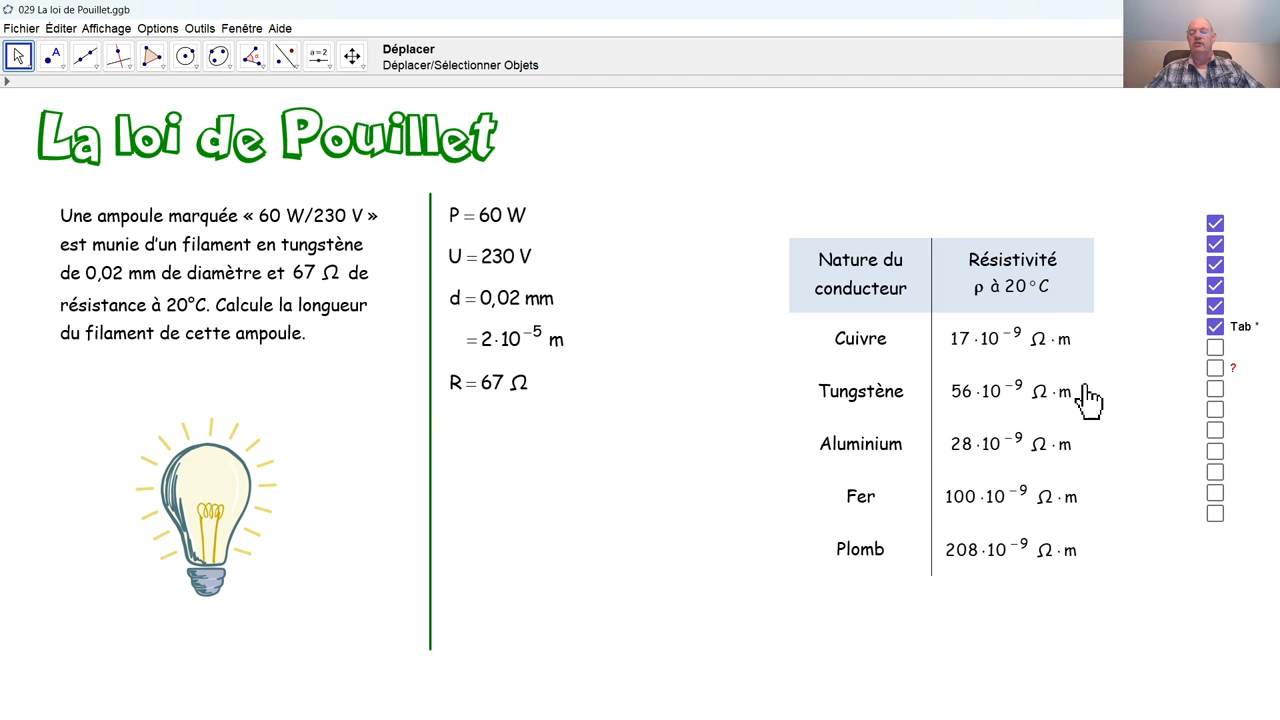 029 La loi de Pouillet.ggb
Fichier Éditer Affichage Options Outils Fenêtre Aide
A
a=2
Déplacer
Déplacer/Sélectionner Objets
La loi de Pouillet
Une ampoule marquée « 60 W/230 V »
est munie d'un filament en tungstène
de 0,02 mm de diamètre et 67 Ω de
résistance à 20°C. Calcule la longueur
du filament de cette ampoule.
P = 60 W
U = 230 V
d = 0,02 mm
= 2·10⁻⁵ m
R = 67 Ω
Nature du conducteur
Résistivité
ρ à 20°C
Cuivre 17·10⁻⁹ Ω·m
Tungstène 56·10⁻⁹ Ω·m
Aluminium 28·10⁻⁹ Ω·m
Fer 100·10⁻⁹ Ω·m
Plomb 208·10⁻⁹ Ω·m
Tab *
?